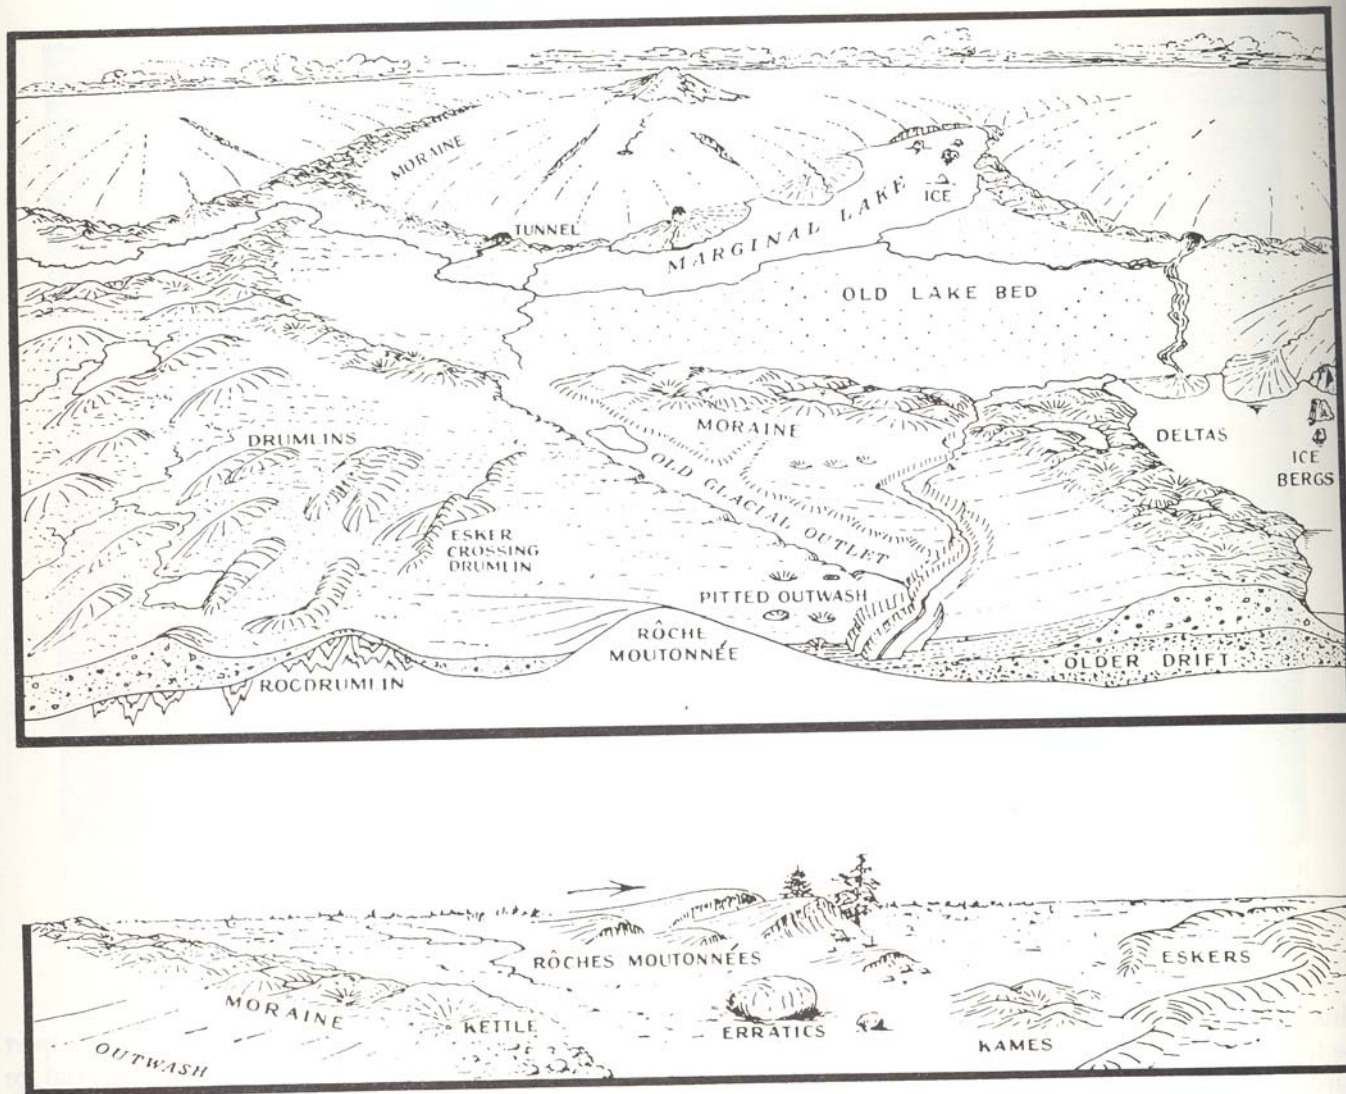 MORAINE
TUNNEL
MARGINAL LAKE
ICE
OLD LAKE BED
DRUMLINS
MORAINE
DELTAS
ICE
BERGS
OLD GLACIAL OUTLET
ESKER
CROSSING
DRUMLIN
PITTED OUTWASH
RÔCHE
MOUTONNÉE
OLDER DRIFT
ROCDRUMLIN
RÔCHES MOUTONNÉES
ESKERS
MORAINE
KETTLE
ERRATICS
KAMES
OUTWASH